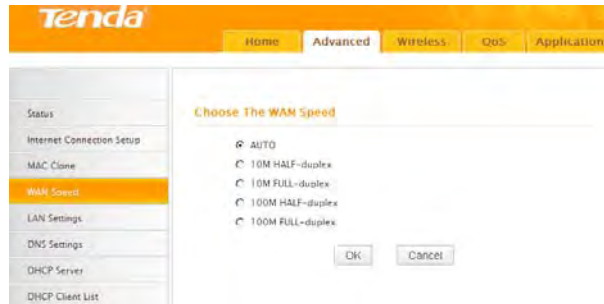 Tenda
Home Advanced Wireless QoS Application
Status
Internet Connection Setup
MAC Clone
WAN Speed
LAN Settings
DNS Settings
DHCP Server
DHCP Client List
Choose The WAN Speed
AUTO
10M HALF-duplex
10M FULL-duplex
100M HALF-duplex
100M FULL-duplex
OK Cancel